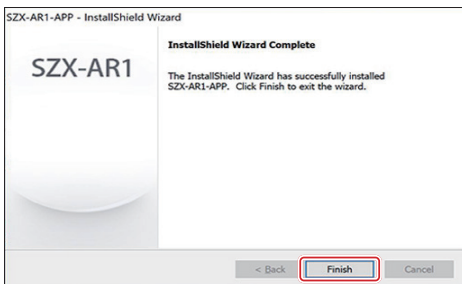 SZX-AR1-APP - InstallShield Wizard
SZX-AR1
InstallShield Wizard Complete
The InstallShield Wizard has successfully installed
SZX-AR1-APP. Click Finish to exit the wizard.
< Back
Finish
Cancel